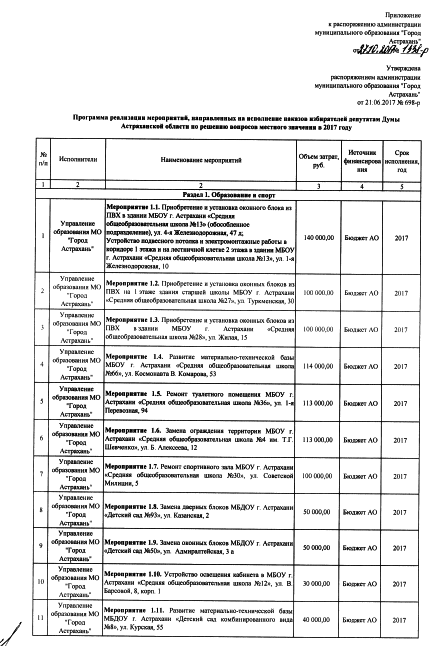 Приложение
к распоряжению администрации
муниципального образования "Город
Астрахань"
от 27.10.2017 № 1338-р
Утверждена
распоряжением администрации
муниципального образования "Город
Астрахань"
от 21.06.2017 № 698-р
Программа реализации мероприятий, направленных на исполнение наказов избирателей депутатам Думы
Астраханской области по решению вопросов местного значения в 2017 году
№ п/п Исполнители Наименование мероприятий Объем затрат, руб. Источник финансирова ния Срок исполнения, год
1 2 2 3 4 5
Раздел 1. Образование и спорт
1 Управление образования МО "Город Астрахань"
Мероприятие 1.1. Приобретение и установка оконного блока из
ПВХ в здании МБОУ г. Астрахани «Средняя
общеобразовательная школа №13» (обособленное
подразделение), ул. 4-я Железнодорожная, 47 д;
Устройство подвесного потолка и электромонтажные работы в
коридоре 1 этажа и на лестничной клетке 2 этажа в здании МБОУ
г. Астрахани «Средняя общеобразовательная школа №13», ул. 1-я
Железнодорожная, 10
140 000,00 Бюджет АО 2017
2 Управление образования МО "Город Астрахань"
Мероприятие 1.2. Приобретение и установка оконных блоков из
ПВХ на 1 этаже здания старшей школы МБОУ г. Астрахани
«Средняя общеобразовательная школа №27», ул. Туркменская, 30
100 000,00 Бюджет АО 2017
3 Управление образования МО "Город Астрахань"
Мероприятие 1.3. Приобретение и установка оконных блоков из
ПВХ в здании МБОУ г. Астрахани «Средняя
общеобразовательная школа №28», ул. Жилая, 15
100 000,00 Бюджет АО 2017
4 Управление образования МО "Город Астрахань"
Мероприятие 1.4. Развитие материально-технической базы
МБОУ г. Астрахани «Средняя общеобразовательная школа
№66», ул. Космонавта В. Комарова, 53
114 000,00 Бюджет АО 2017
5 Управление образования МО "Город Астрахань"
Мероприятие 1.5. Ремонт туалетного помещения МБОУ г.
Астрахани «Средняя общеобразовательная школа №36», ул. 1-я
Перевозная, 94
113 000,00 Бюджет АО 2017
6 Управление образования МО "Город Астрахань"
Мероприятие 1.6. Замена ограждения территории МБОУ г.
Астрахани «Средняя общеобразовательная школа №4 им. Т.Г.
Шевченко», ул. Б. Алексеева, 12
113 000,00 Бюджет АО 2017
7 Управление образования МО "Город Астрахань"
Мероприятие 1.7. Ремонт спортивного зала МБОУ г. Астрахани
«Средняя общеобразовательная школа №30», ул. Советской
Милиции, 5
100 000,00 Бюджет АО 2017
8 Управление образования МО "Город Астрахань"
Мероприятие 1.8. Замена дверных блоков МБДОУ г. Астрахани
«Детский сад №93», ул. Казанская, 2
50 000,00 Бюджет АО 2017
9 Управление образования МО "Город Астрахань"
Мероприятие 1.9. Замена оконных блоков МБДОУ г. Астрахани
«Детский сад №50», ул. Адмиралтейская, 3 а
50 000,00 Бюджет АО 2017
10 Управление образования МО "Город Астрахань"
Мероприятие 1.10. Устройство освещения кабинета в МБОУ г.
Астрахани «Средняя общеобразовательная школа №12», ул. В.
Барсовой, 8, корп. 1
30 000,00 Бюджет АО 2017
11 Управление образования МО "Город Астрахань"
Мероприятие 1.11. Развитие материально-технической базы
МБДОУ г. Астрахани «Детский сад комбинированного вида
№8», ул. Курская, 55
40 000,00 Бюджет АО 2017